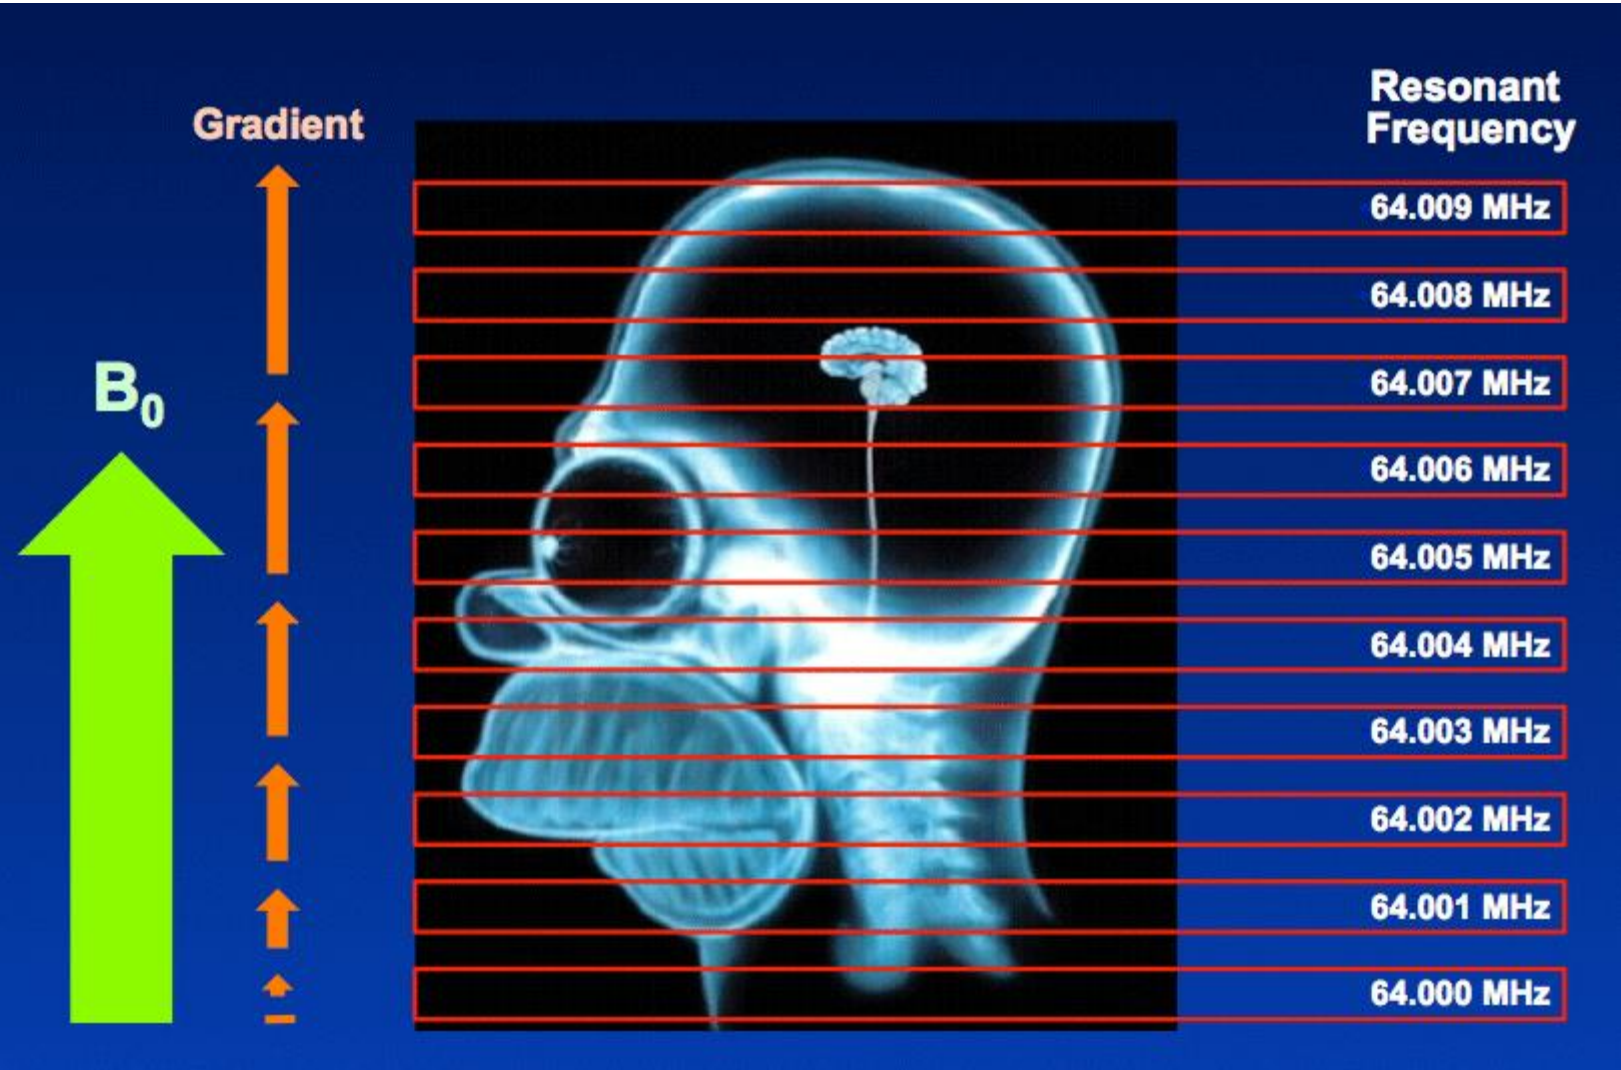 Resonant
Frequency
Gradient
64.009 MHz
64.008 MHz
64.007 MHz
B₀
64.006 MHz
64.005 MHz
64.004 MHz
64.003 MHz
64.002 MHz
64.001 MHz
64.000 MHz